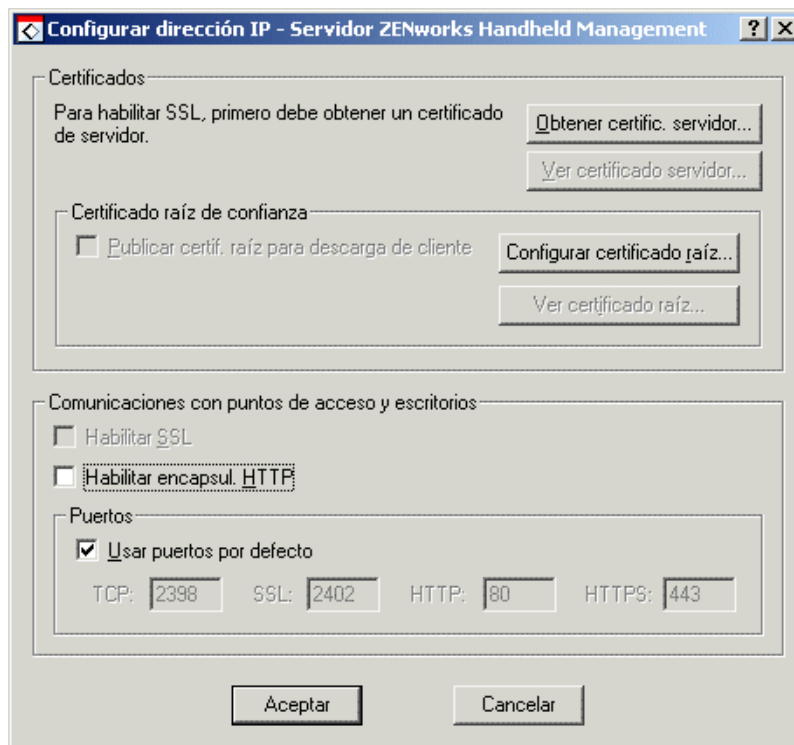 Configurar dirección IP - Servidor ZENworks Handheld Management
Certificados
Para habilitar SSL, primero debe obtener un certificado
de servidor.
Obtener certific. servidor...
Ver certificado servidor...
Certificado raíz de confianza
Publicar certif. raíz para descarga de cliente
Configurar certificado raíz...
Ver certificado raíz...
Comunicaciones con puntos de acceso y escritorios
Habilitar SSL
Habilitar encapsul. HTTP
Puertos
Usar puertos por defecto
TCP: 2398 SSL: 2402 HTTP: 80 HTTPS: 443
Aceptar Cancelar